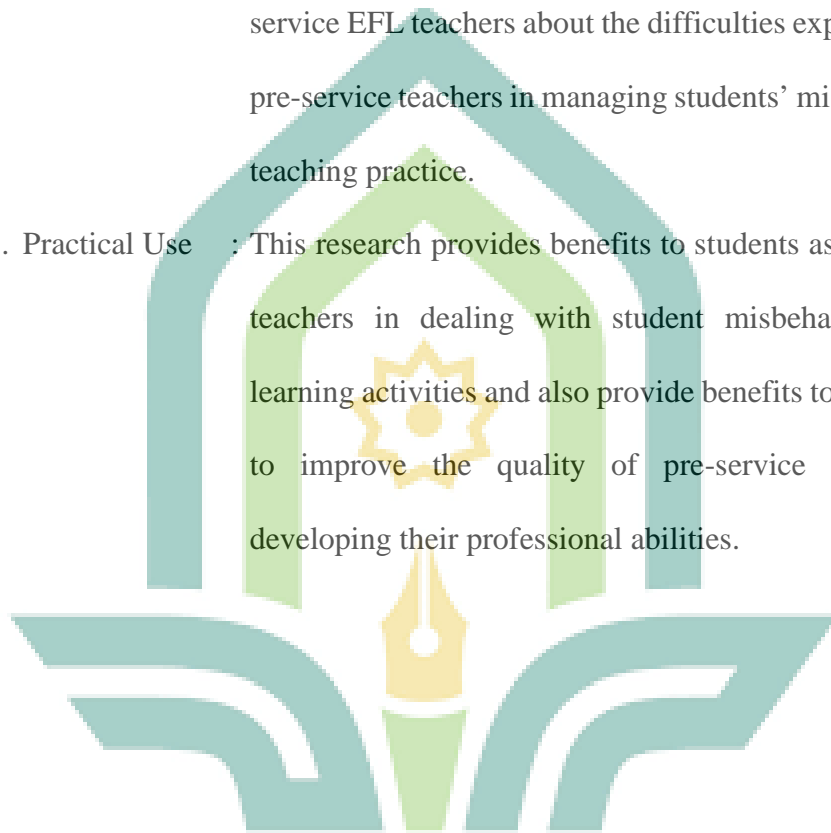 service EFL teachers about the difficulties exp
pre-service teachers in managing students’ mi
teaching practice.
. Practical Use : This research provides benefits to students as
teachers in dealing with student misbeha
learning activities and also provide benefits to
to improve the quality of pre-service
developing their professional abilities.